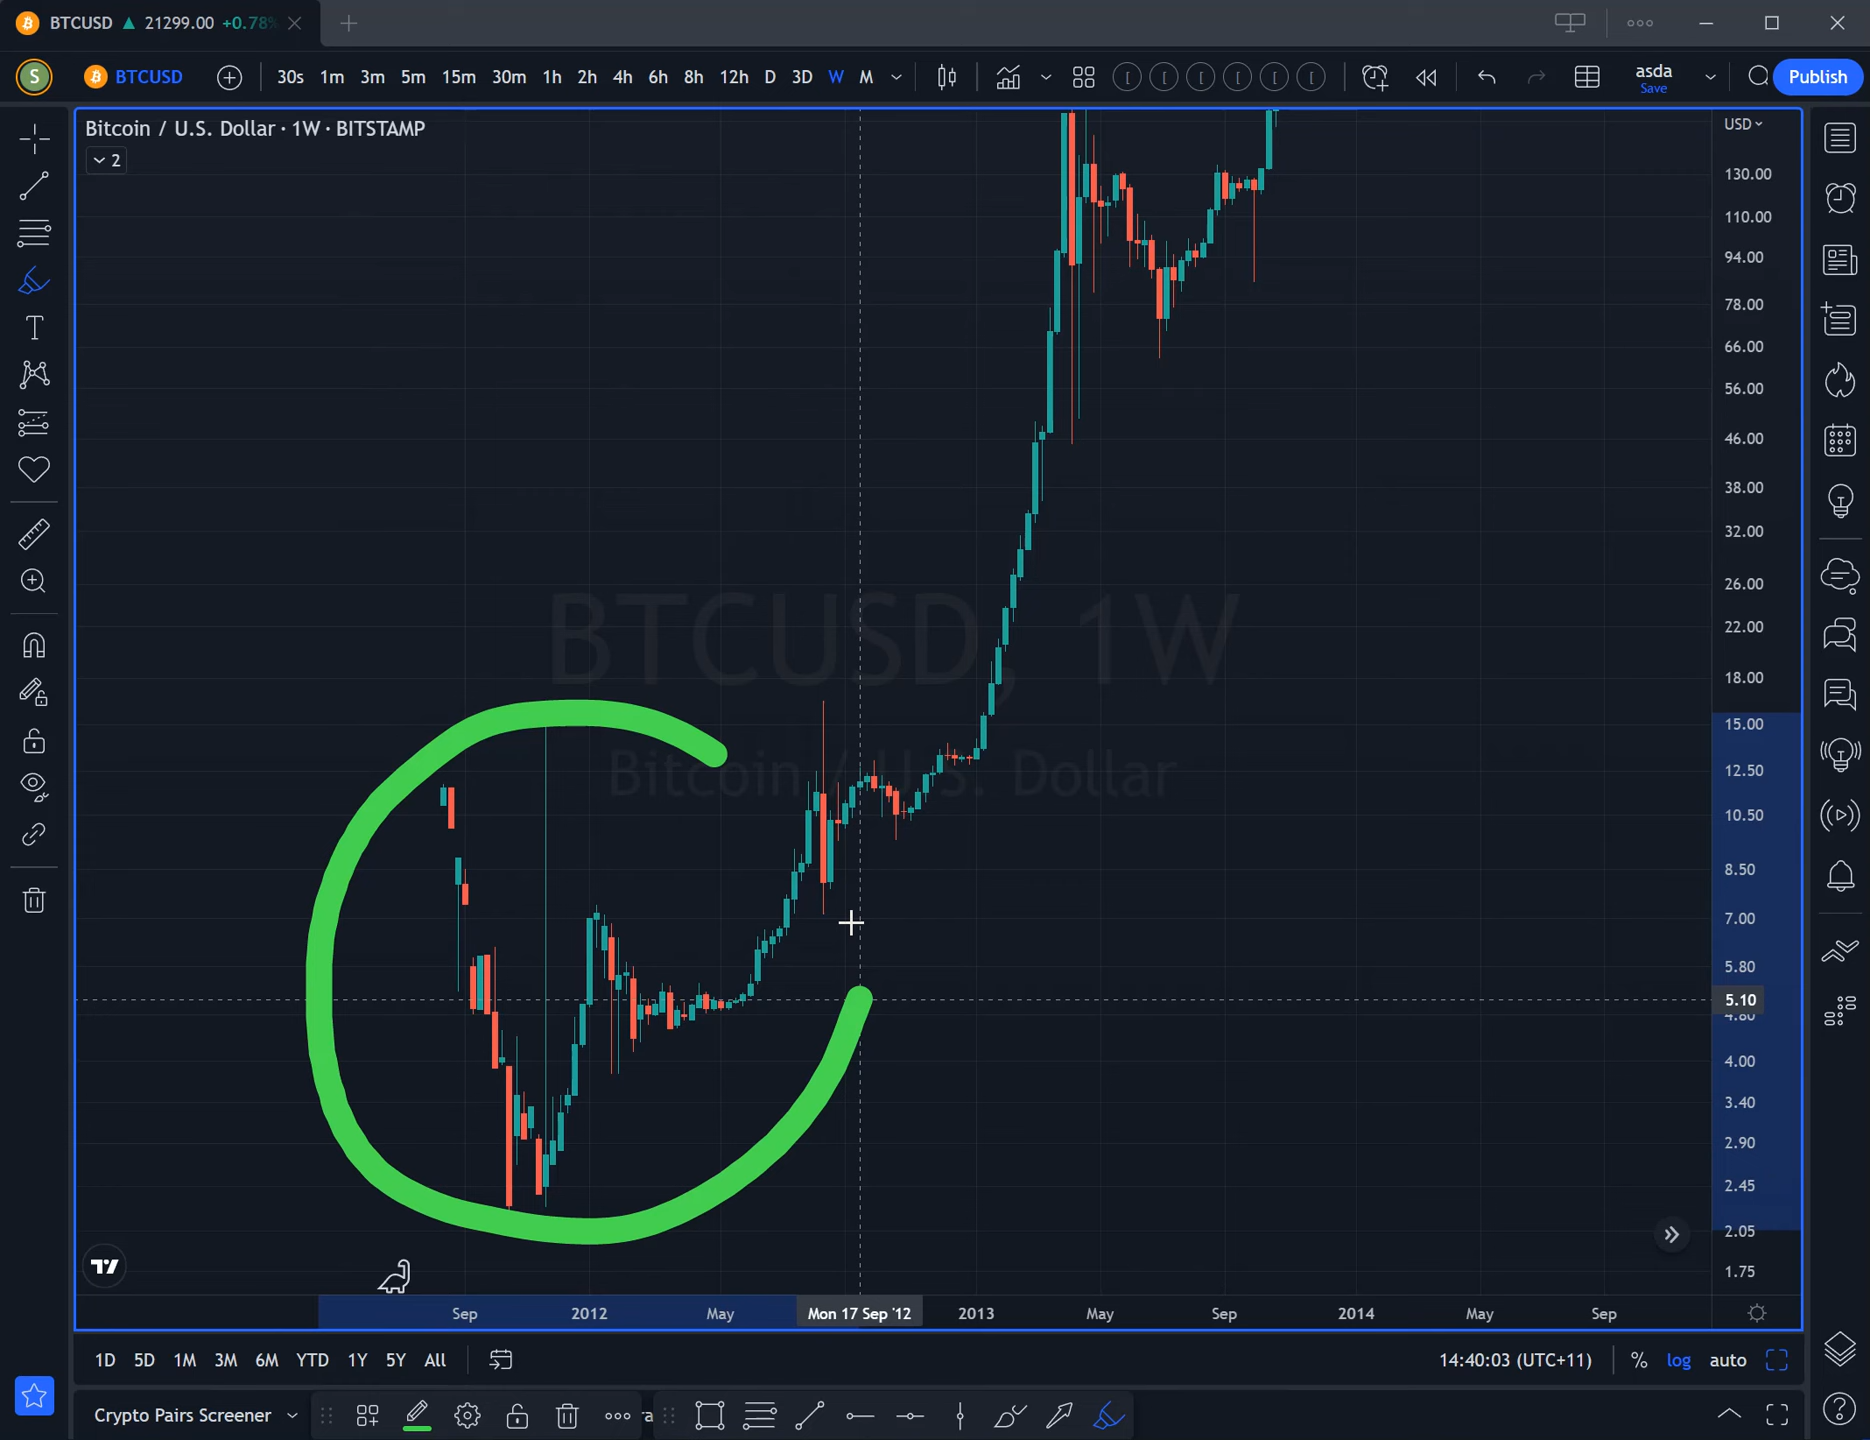 BTCUSD ▲ 21299.00 +0.78%
S BTCUSD 30s 1m 3m 5m 15m 30m 1h 2h 4h 6h 8h 12h D 3D W M asda Publish
Save
Bitcoin / U.S. Dollar · 1W · BITSTAMP
2
USD
130.00
110.00
94.00
78.00
66.00
56.00
46.00
38.00
32.00
26.00
22.00
BTCUSD, 1W
18.00
15.00
Bitcoin / U.S. Dollar
12.50
10.50
8.50
7.00
5.80
5.10
4.80
4.00
3.40
2.90
2.45
2.05
1.75
Sep 2012 May Mon 17 Sep '12 2013 May Sep 2014 May Sep
1D 5D 1M 3M 6M YTD 1Y 5Y All 14:40:03 (UTC+11) % log auto
Crypto Pairs Screener